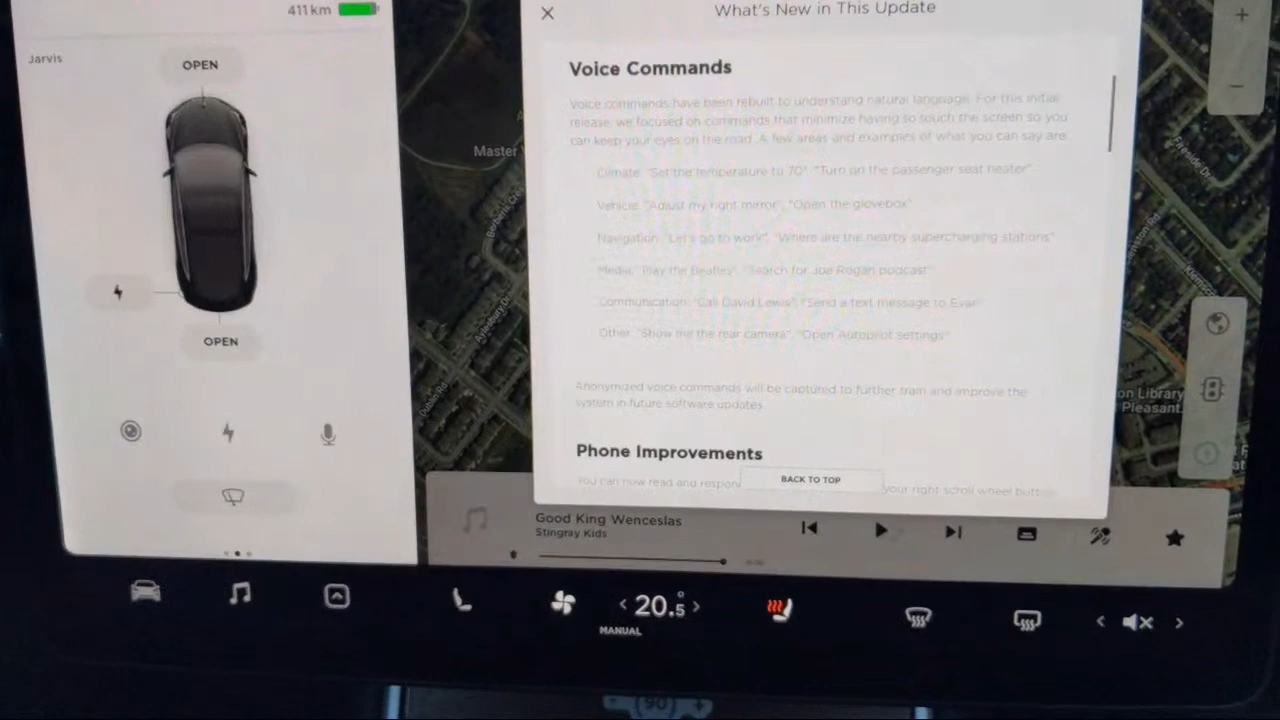 411 km
Jarvis
OPEN
OPEN
What's New in This Update
Voice Commands
Voice commands have been rebuilt to understand natural language. For this initial
release, we focused on commands that minimize having to touch the screen so you
can keep your eyes on the road. A few areas and examples of what you can say are:
Climate: "Set the temperature to 70", "Turn on the passenger seat heater"
Vehicle: "Adjust my right mirror", "Open the glovebox"
Navigation: "Let's go to work", "Where are the nearby supercharging stations"
Media: "Play the Beatles", "Search for Joe Rogan podcast"
Communication: "Call David Lewis", "Send a text message to Evan"
Other: "Show me the rear camera", "Open Autopilot settings"
Anonymized voice commands will be captured to further train and improve the
system in future software updates.
Phone Improvements
You can now read and respon
your right scroll wheel button
BACK TO TOP
Master
Fireside Dr
on Library
Pleasant
Good King Wenceslas
Stingray Kids
20.5
MANUAL
90